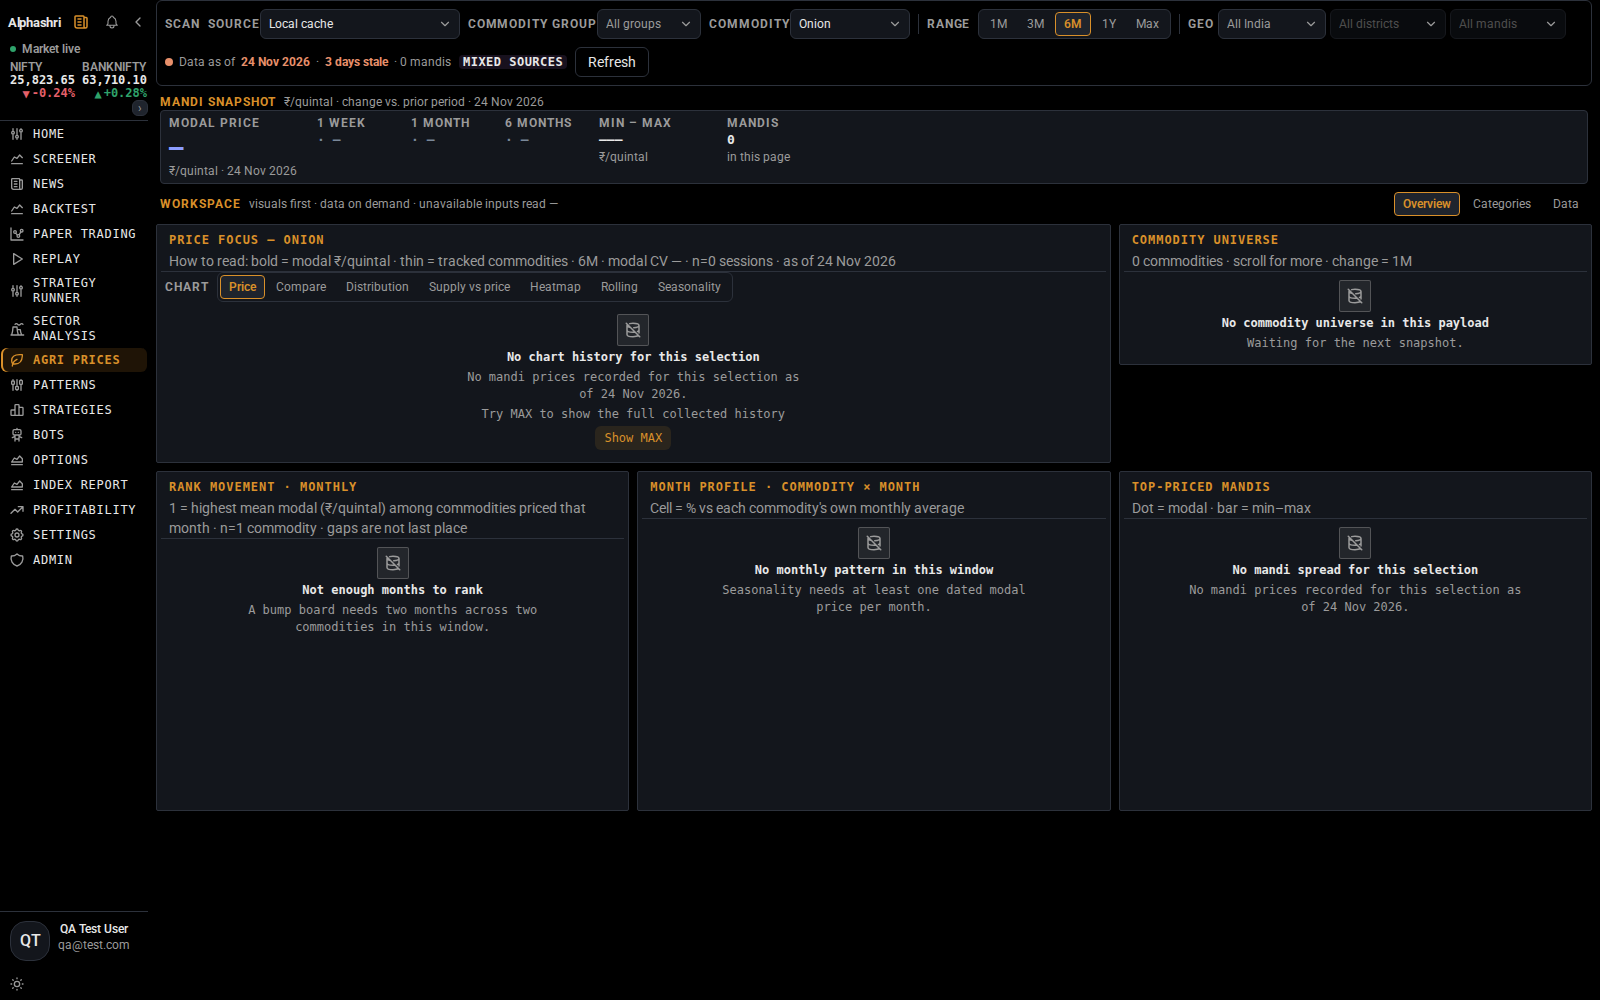 Alphashri
Market live
NIFTY BANKNIFTY
25,823.65 63,710.10
▼-0.24% ▲+0.28%
HOME
SCREENER
NEWS
BACKTEST
PAPER TRADING
REPLAY
STRATEGY
RUNNER
SECTOR
ANALYSIS
AGRI PRICES
PATTERNS
STRATEGIES
BOTS
OPTIONS
INDEX REPORT
PROFITABILITY
SETTINGS
ADMIN
QT
QA Test User
qa@test.com
SCAN SOURCE Local cache COMMODITY GROUP All groups COMMODITY Onion RANGE 1M 3M 6M 1Y Max GEO All India All districts All mandis
Data as of 24 Nov 2026 · 3 days stale · 0 mandis MIXED SOURCES Refresh
MANDI SNAPSHOT ₹/quintal · change vs. prior period · 24 Nov 2026
MODAL PRICE 1 WEEK 1 MONTH 6 MONTHS MIN – MAX MANDIS
— · — · — · — —–— 0
₹/quintal in this page
₹/quintal · 24 Nov 2026
WORKSPACE visuals first · data on demand · unavailable inputs read — Overview Categories Data
PRICE FOCUS — ONION
How to read: bold = modal ₹/quintal · thin = tracked commodities · 6M · modal CV — · n=0 sessions · as of 24 Nov 2026
CHART Price Compare Distribution Supply vs price Heatmap Rolling Seasonality
No chart history for this selection
No mandi prices recorded for this selection as
of 24 Nov 2026.
Try MAX to show the full collected history
Show MAX
COMMODITY UNIVERSE
0 commodities · scroll for more · change = 1M
No commodity universe in this payload
Waiting for the next snapshot.
RANK MOVEMENT · MONTHLY
1 = highest mean modal (₹/quintal) among commodities priced that
month · n=1 commodity · gaps are not last place
Not enough months to rank
A bump board needs two months across two
commodities in this window.
MONTH PROFILE · COMMODITY × MONTH
Cell = % vs each commodity's own monthly average
No monthly pattern in this window
Seasonality needs at least one dated modal
price per month.
TOP-PRICED MANDIS
Dot = modal · bar = min–max
No mandi spread for this selection
No mandi prices recorded for this selection as
of 24 Nov 2026.